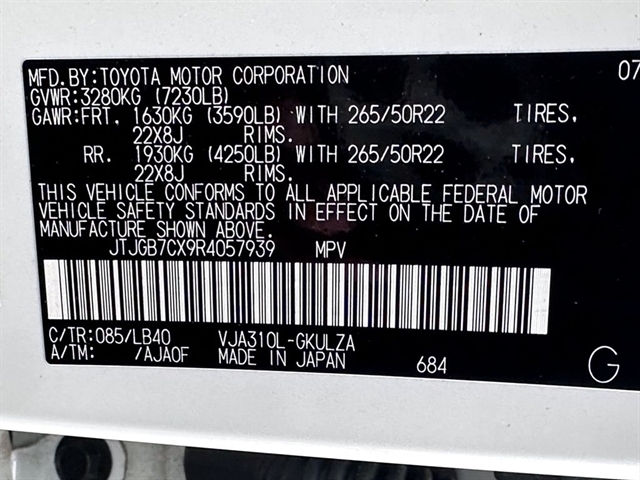 MFD.BY:TOYOTA MOTOR CORPORATION 07
GVWR:3280KG (7230LB)
GAWR:FRT. 1630KG (3590LB) WITH 265/50R22 TIRES,
22X8J RIMS.
RR. 1930KG (4250LB) WITH 265/50R22 TIRES,
22X8J RIMS.
THIS VEHICLE CONFORMS TO ALL APPLICABLE FEDERAL MOTOR
VEHICLE SAFETY STANDARDS IN EFFECT ON THE DATE OF
MANUFACTURE SHOWN ABOVE.
JTJGB7CX9R4057939 MPV
C/TR:085/LB40 VJA310L-GKULZA
A/TM: /AJA0F MADE IN JAPAN 684 G